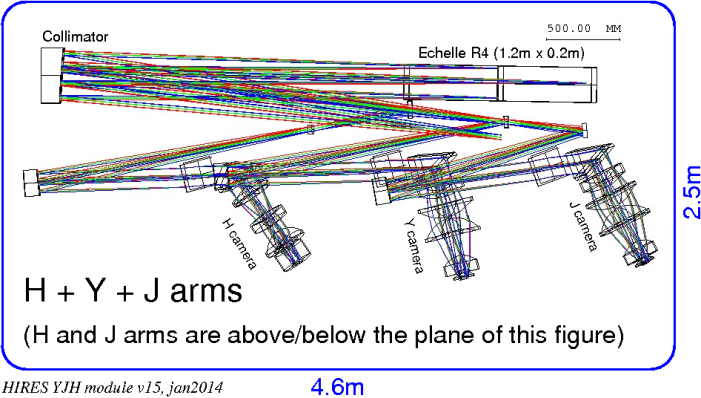 500.00 MM
Collimator
Echelle R4 (1.2m x 0.2m)
H camera
Y camera
J camera
2.5m
H + Y + J arms
(H and J arms are above/below the plane of this figure)
HIRES YJH module v15, jan2014
4.6m